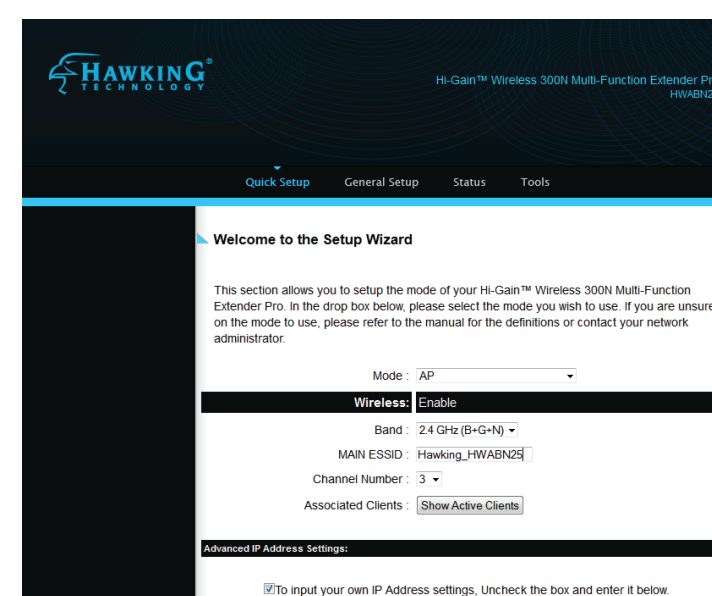 HAWKING®
TECHNOLOGY
Hi-Gain™ Wireless 300N Multi-Function Extender Pr
HWABN2
Quick Setup General Setup Status Tools
Welcome to the Setup Wizard
This section allows you to setup the mode of your Hi-Gain™ Wireless 300N Multi-Function
Extender Pro. In the drop box below, please select the mode you wish to use. If you are unsure
on the mode to use, please refer to the manual for the definitions or contact your network
administrator.
Mode : AP
Wireless: Enable
Band : 2.4 GHz (B+G+N)
MAIN ESSID : Hawking_HWABN25
Channel Number : 3
Associated Clients : Show Active Clients
Advanced IP Address Settings:
To input your own IP Address settings, Uncheck the box and enter it below.